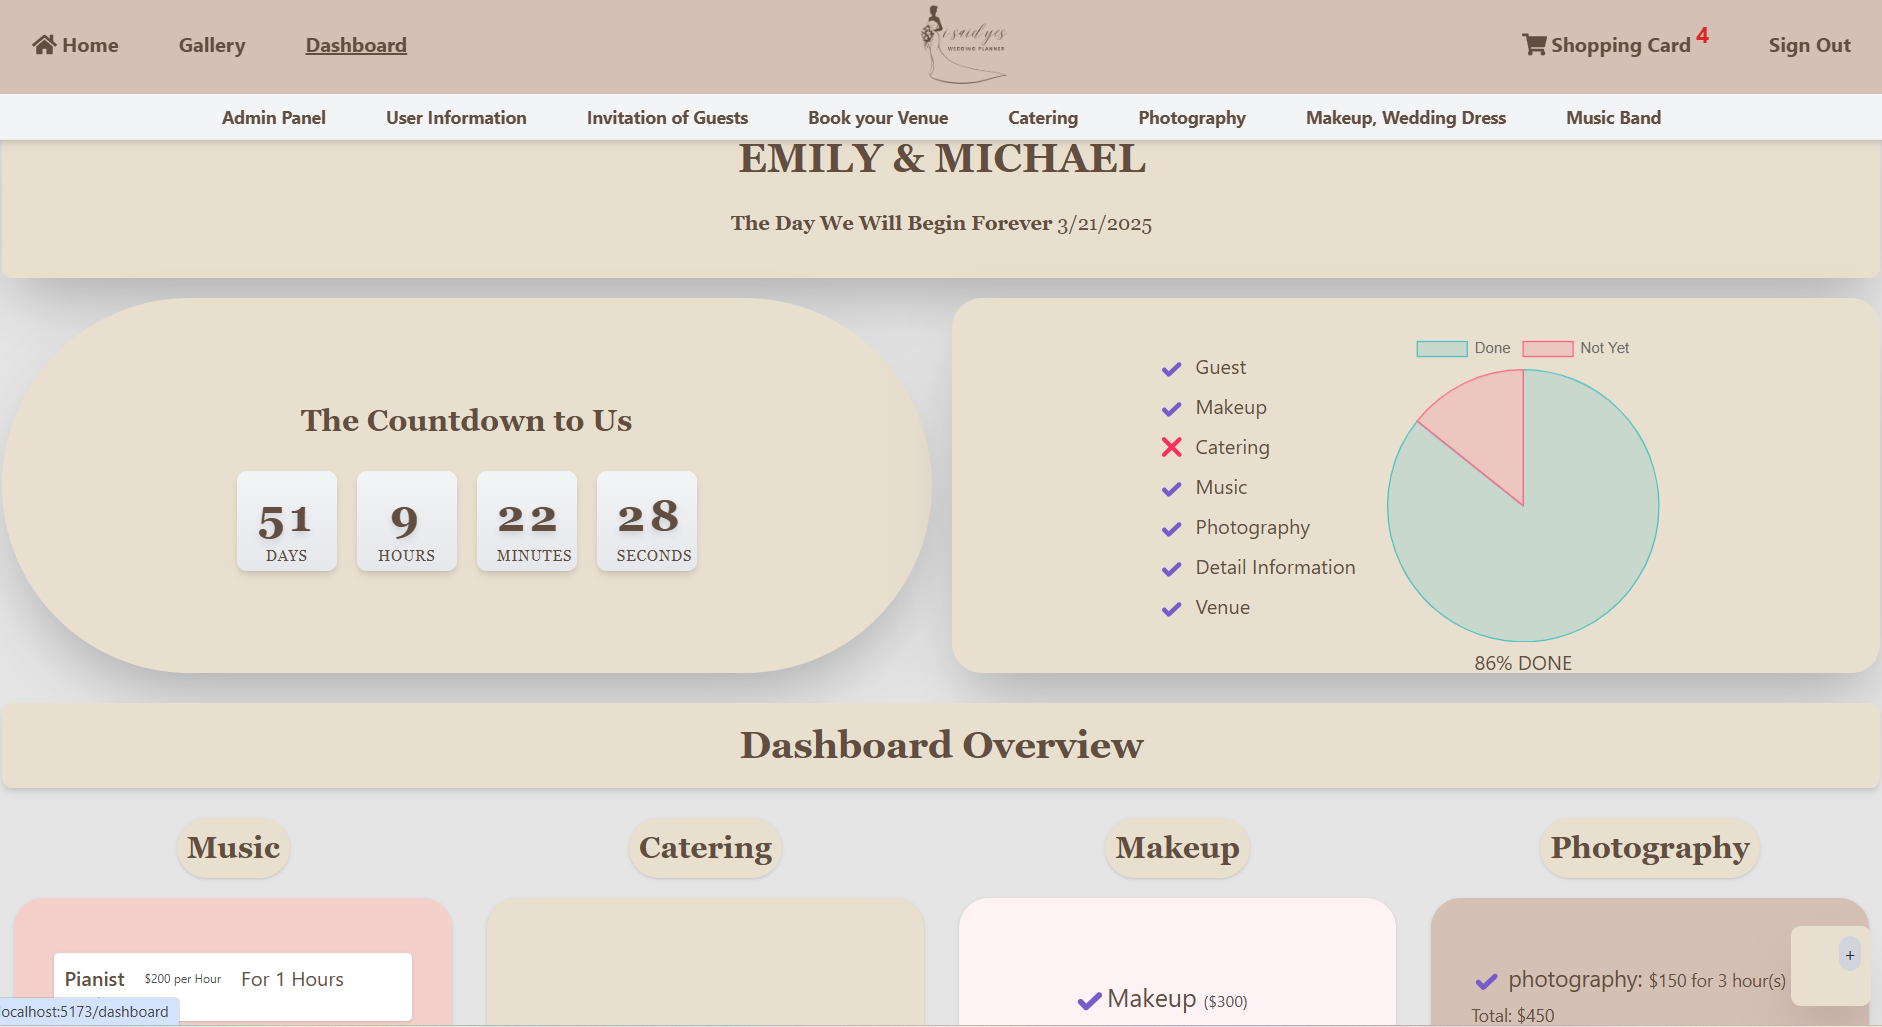 Home Gallery Dashboard
i said yes
WEDDING PLANNER
Shopping Card 4 Sign Out
Admin Panel User Information Invitation of Guests Book your Venue Catering Photography Makeup, Wedding Dress Music Band
EMILY & MICHAEL
The Day We Will Begin Forever 3/21/2025
The Countdown to Us
51 9 22 28
DAYS HOURS MINUTES SECONDS
Guest
Makeup
Catering
Music
Photography
Detail Information
Venue
Done Not Yet
86% DONE
Dashboard Overview
Music Catering Makeup Photography
Pianist $200 per Hour For 1 Hours
Makeup ($300)
photography: $150 for 3 hour(s)
Total: $450
+
localhost:5173/dashboard